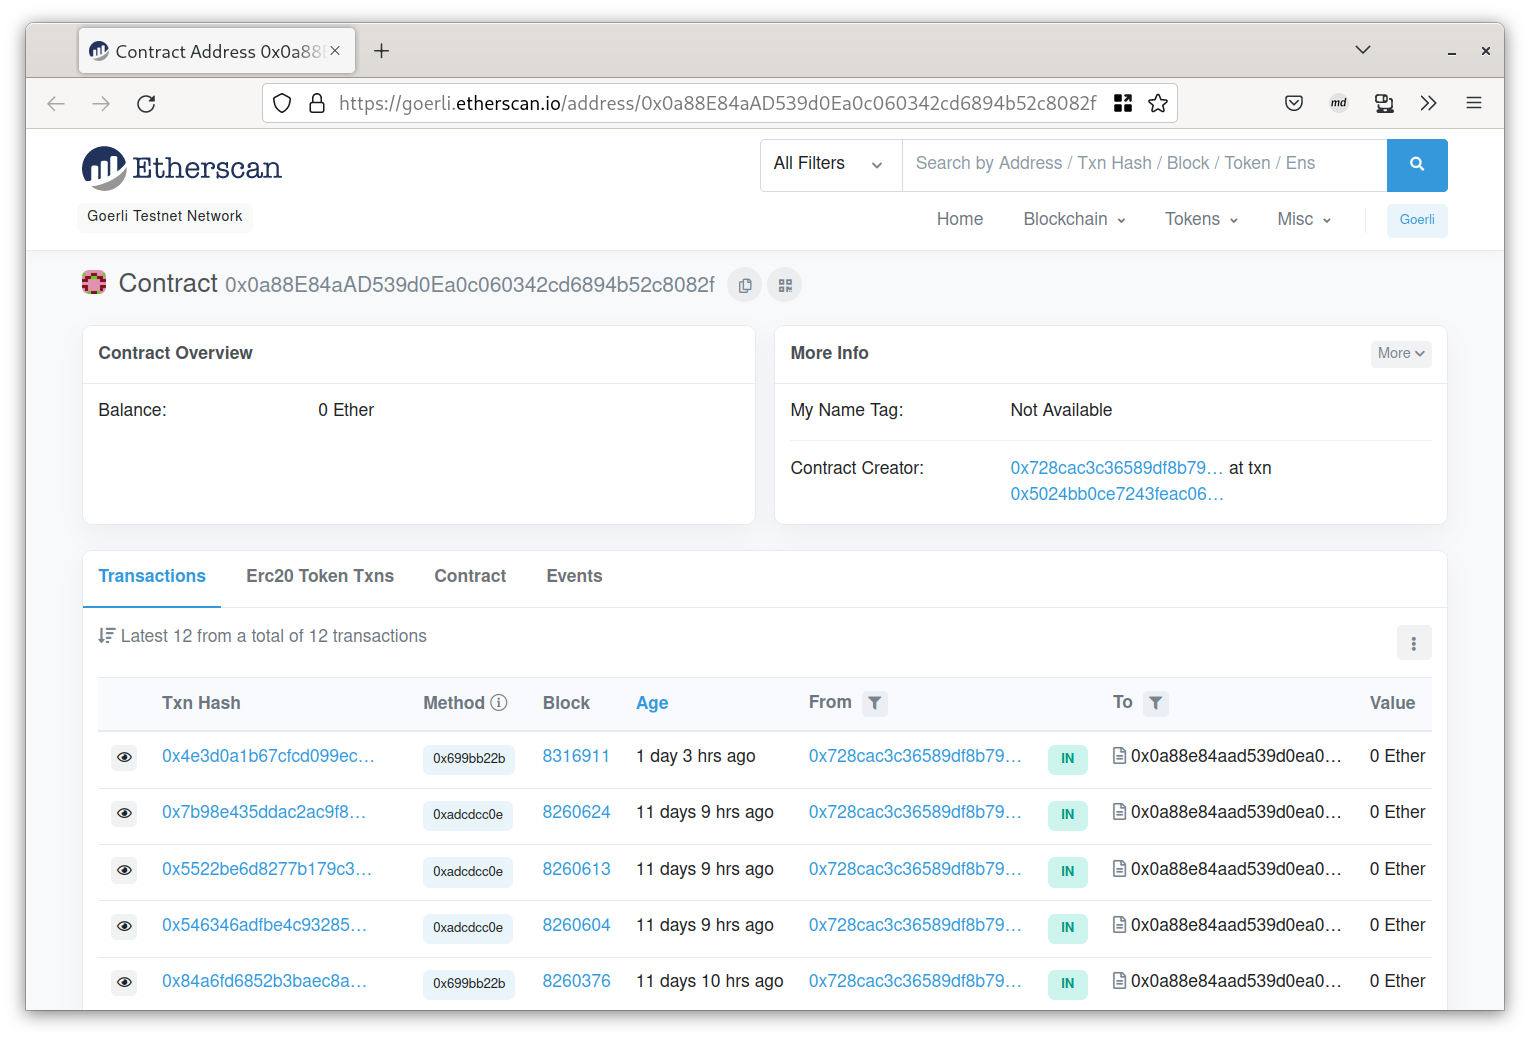 Contract Address 0x0a88
https://goerli.etherscan.io/address/0x0a88E84aAD539d0Ea0c060342cd6894b52c8082f
md
Etherscan
All Filters
Search by Address / Txn Hash / Block / Token / Ens
Goerli Testnet Network
Home Blockchain Tokens Misc Goerli
Contract 0x0a88E84aAD539d0Ea0c060342cd6894b52c8082f
Contract Overview
Balance: 0 Ether
More Info More
My Name Tag: Not Available
Contract Creator: 0x728cac3c36589df8b79... at txn
0x5024bb0ce7243feac06...
Transactions Erc20 Token Txns Contract Events
Latest 12 from a total of 12 transactions
Txn Hash Method Block Age From To Value
0x4e3d0a1b67cfcd099ec... 0x699bb22b 8316911 1 day 3 hrs ago 0x728cac3c36589df8b79... IN 0x0a88e84aad539d0ea0... 0 Ether
0x7b98e435ddac2ac9f8... 0xadcdcc0e 8260624 11 days 9 hrs ago 0x728cac3c36589df8b79... IN 0x0a88e84aad539d0ea0... 0 Ether
0x5522be6d8277b179c3... 0xadcdcc0e 8260613 11 days 9 hrs ago 0x728cac3c36589df8b79... IN 0x0a88e84aad539d0ea0... 0 Ether
0x546346adfbe4c93285... 0xadcdcc0e 8260604 11 days 9 hrs ago 0x728cac3c36589df8b79... IN 0x0a88e84aad539d0ea0... 0 Ether
0x84a6fd6852b3baec8a... 0x699bb22b 8260376 11 days 10 hrs ago 0x728cac3c36589df8b79... IN 0x0a88e84aad539d0ea0... 0 Ether